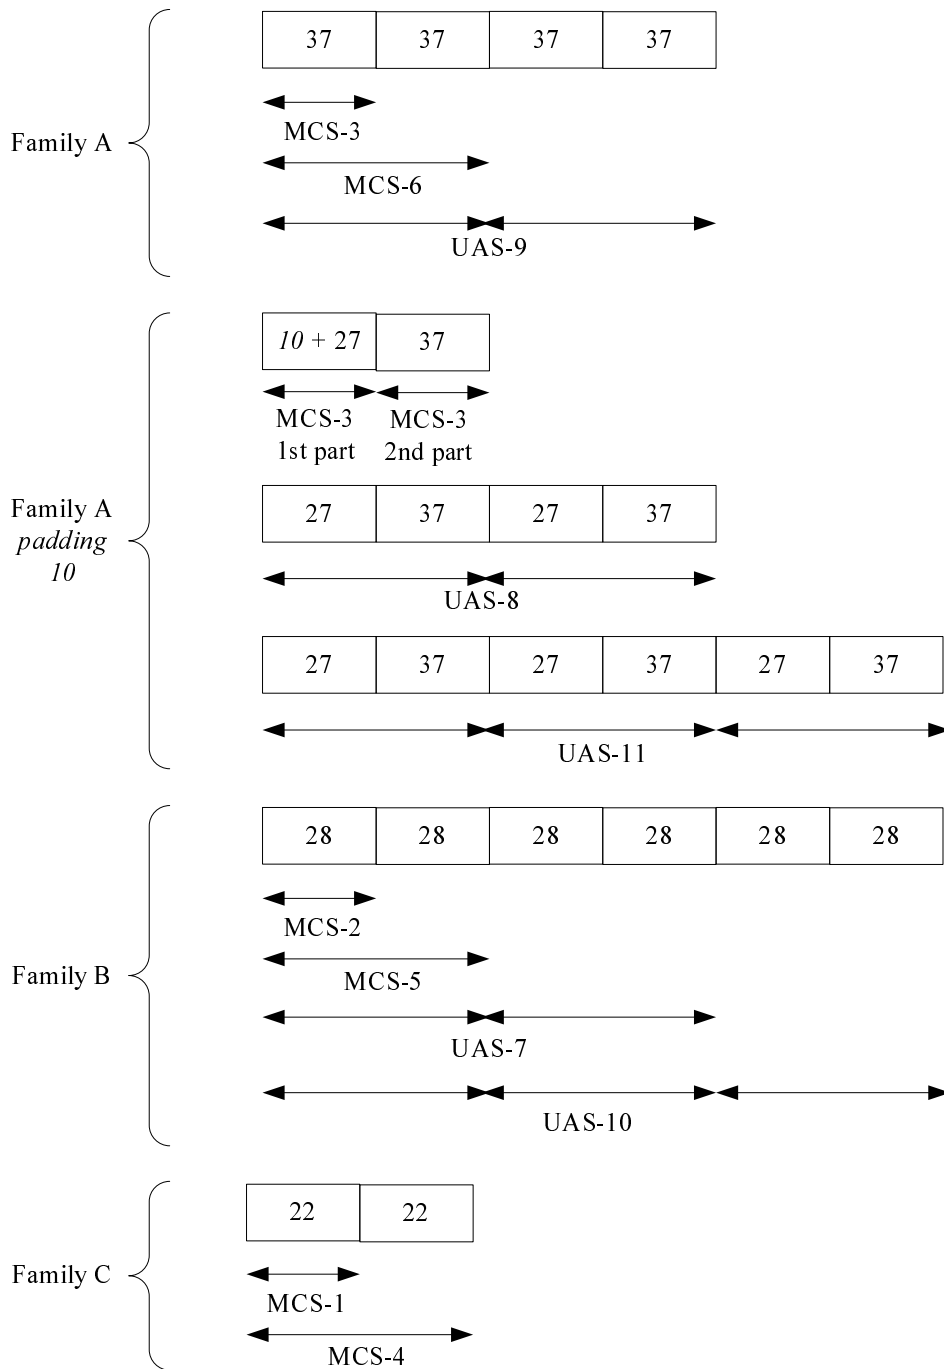 37 37 37 37
MCS-3
Family A
MCS-6
UAS-9
10 + 27 37
MCS-3 MCS-3
1st part 2nd part
Family A
padding
10
27 37 27 37
UAS-8
27 37 27 37 27 37
UAS-11
28 28 28 28 28 28
MCS-2
Family B
MCS-5
UAS-7
UAS-10
22 22
Family C
MCS-1
MCS-4